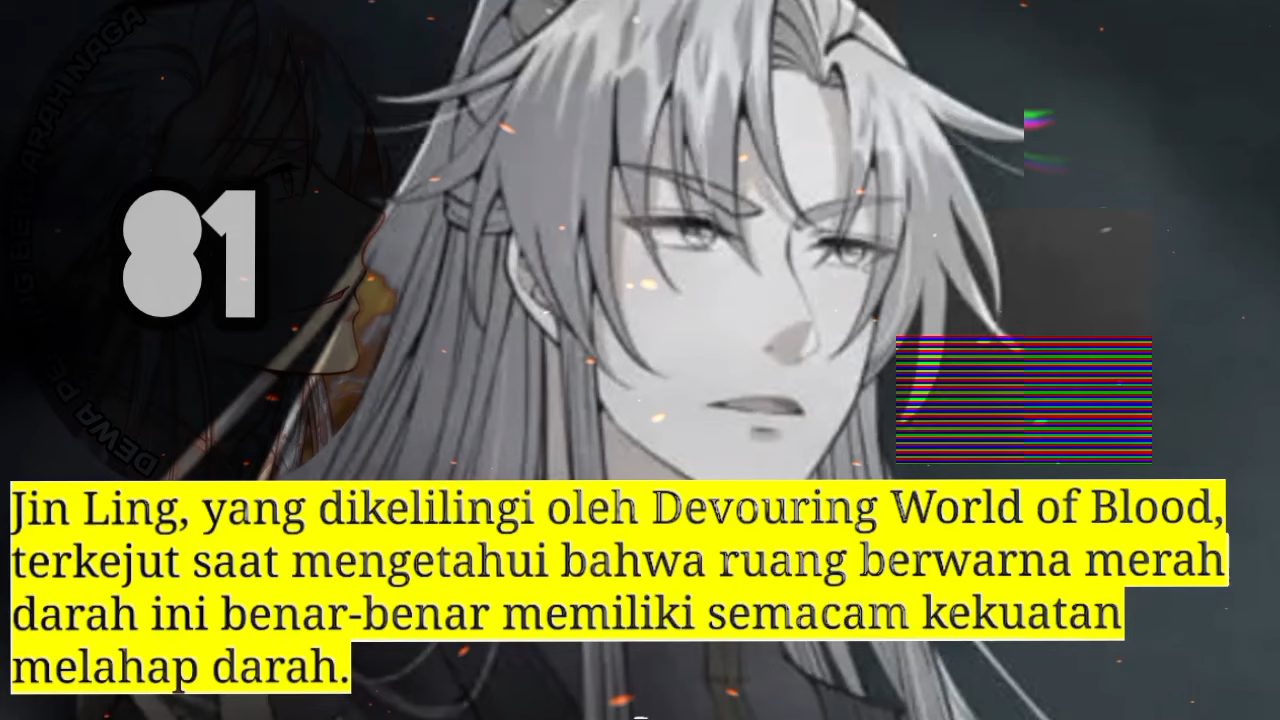 81
Jin Ling, yang dikelilingi oleh Devouring World of Blood,
terkejut saat mengetahui bahwa ruang berwarna merah
darah ini benar-benar memiliki semacam kekuatan
melahap darah.